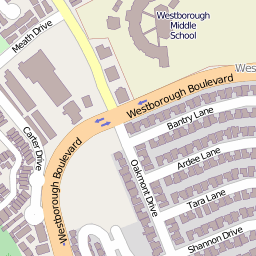 Westborough
Middle
School
Meath Drive
Westborough Boulevard
Wes
Bantry Lane
Carter Drive
Westborough Boulevard
Oakmont Drive
Ardee Lane
Tara Lane
Shannon Drive